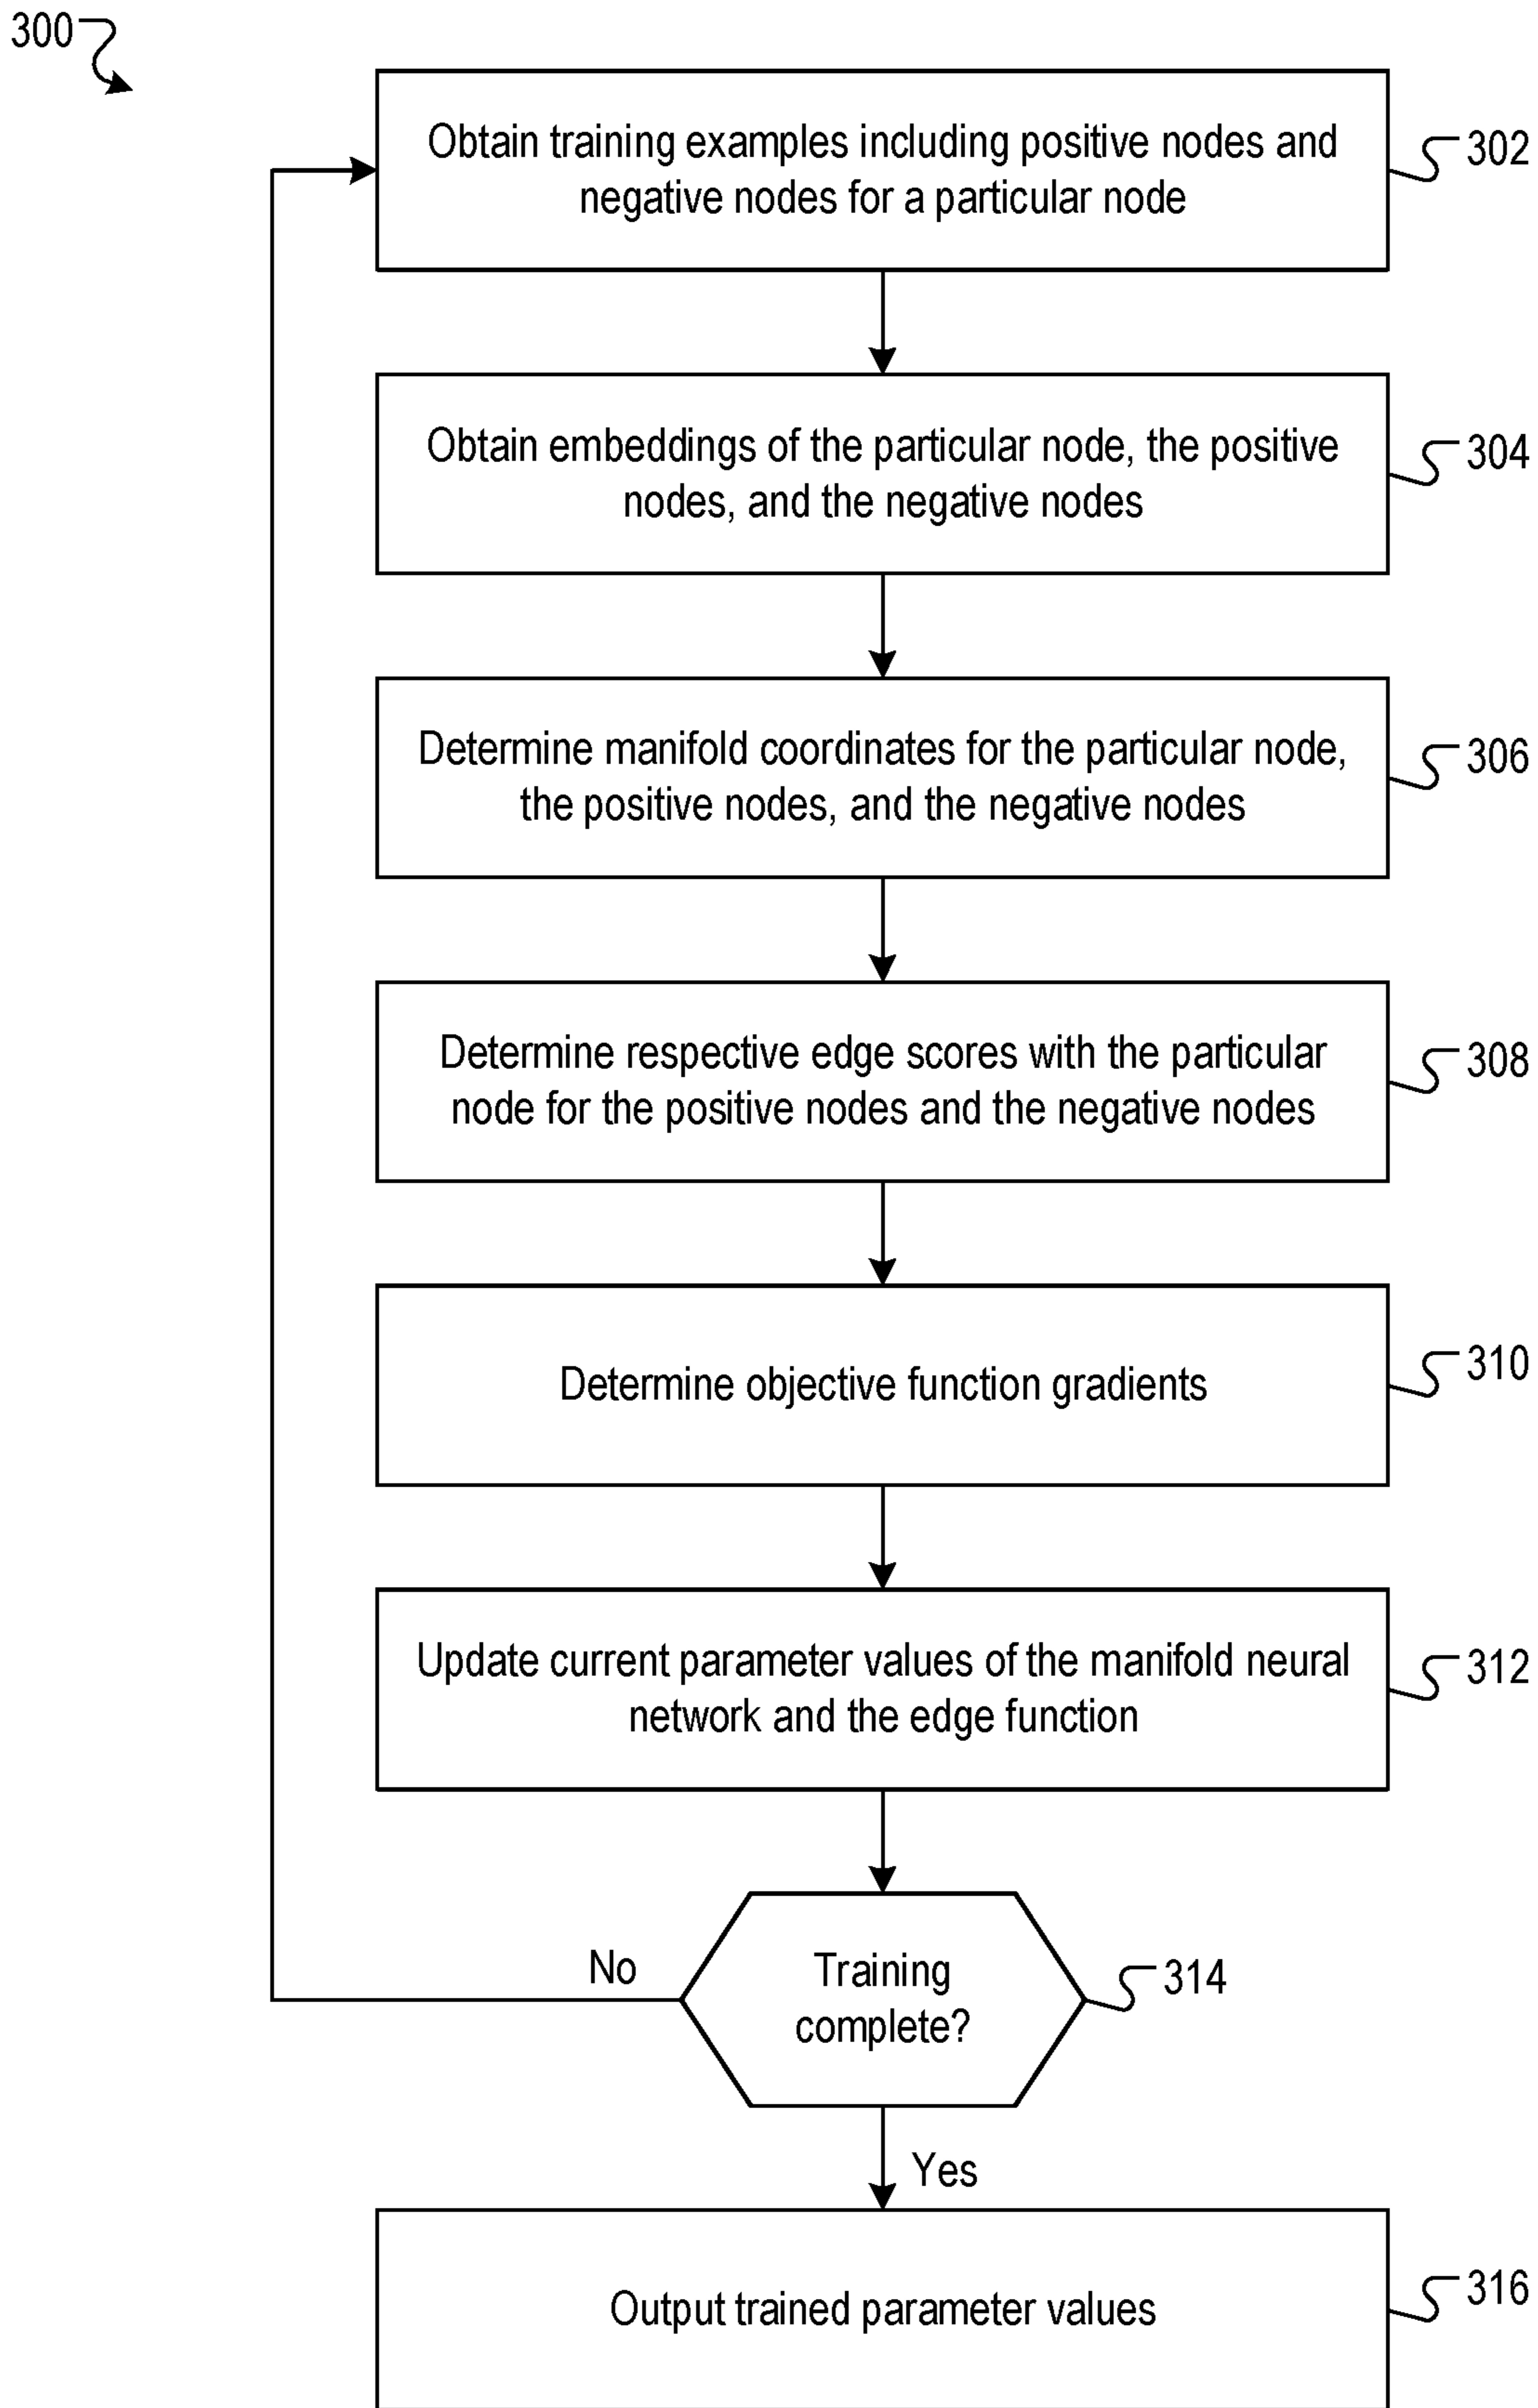 300
Obtain training examples including positive nodes and
negative nodes for a particular node
302
Obtain embeddings of the particular node, the positive
nodes, and the negative nodes
304
Determine manifold coordinates for the particular node,
the positive nodes, and the negative nodes
306
Determine respective edge scores with the particular
node for the positive nodes and the negative nodes
308
Determine objective function gradients
310
Update current parameter values of the manifold neural
network and the edge function
312
No
Training
complete?
314
Yes
Output trained parameter values
316